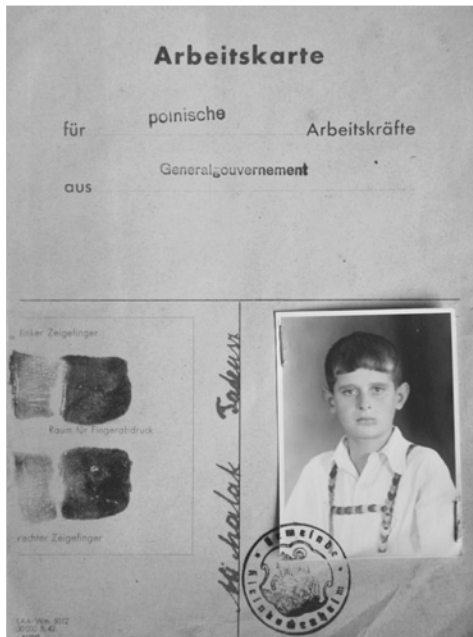 Arbeitskarte
für polnische Arbeitskräfte
aus Generalgouvernement
linker Zeigefinger
Raum für Fingerabdruck
rechter Zeigefinger
Michalak Tadeusz
Gemeinde